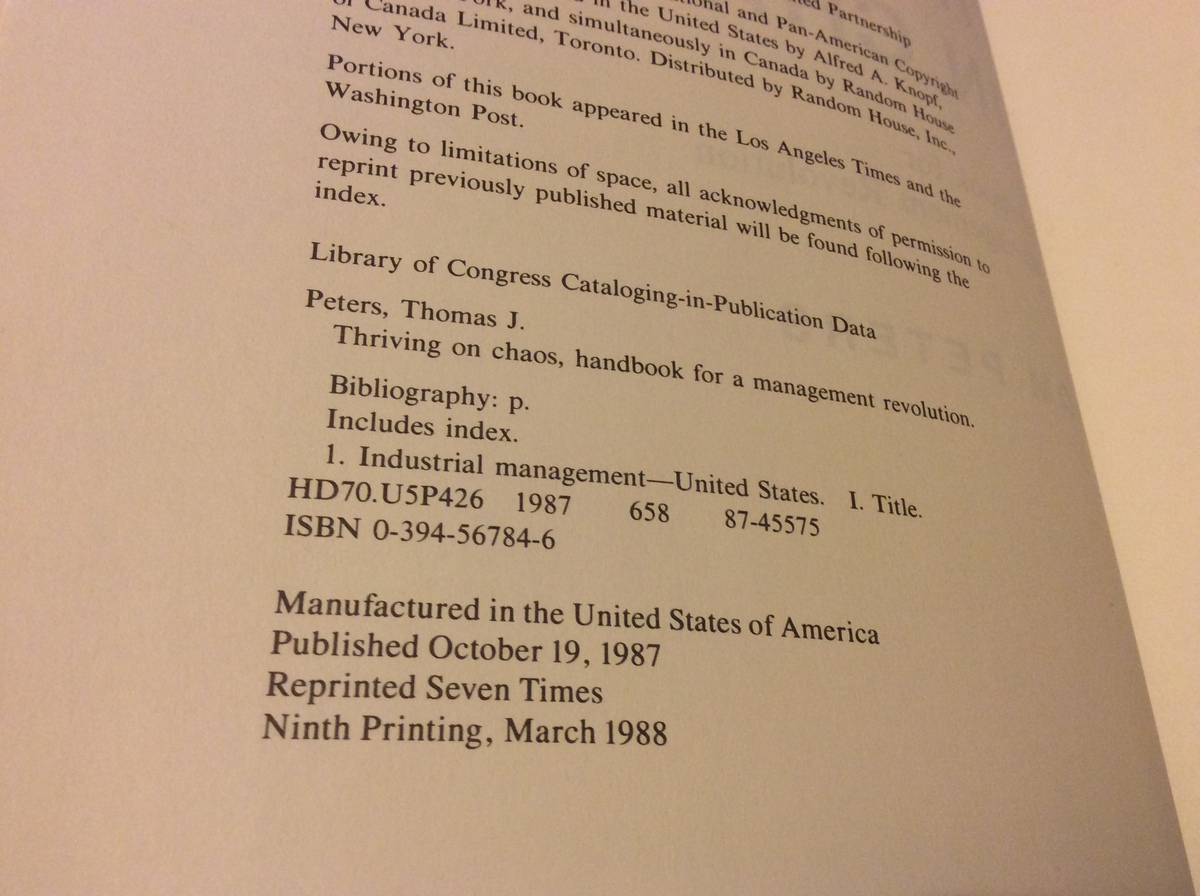 Partnership
and Pan-American Copyright
in the United States by Alfred A. Knopf,
and simultaneously in Canada by Random House
of Canada Limited, Toronto. Distributed by Random House, Inc.,
New York.
Portions of this book appeared in the Los Angeles Times and the
Washington Post.
Owing to limitations of space, all acknowledgments of permission to
reprint previously published material will be found following the
index.
Library of Congress Cataloging-in-Publication Data
Peters, Thomas J.
Thriving on chaos, handbook for a management revolution.
Bibliography: p.
Includes index.
1. Industrial management—United States. I. Title.
HD70.U5P426 1987 658 87-45575
ISBN 0-394-56784-6
Manufactured in the United States of America
Published October 19, 1987
Reprinted Seven Times
Ninth Printing, March 1988